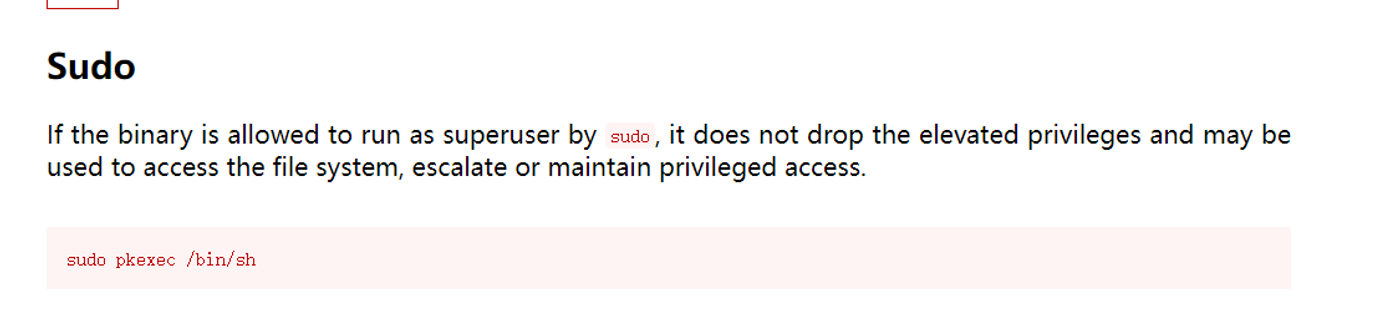 Sudo
If the binary is allowed to run as superuser by sudo, it does not drop the elevated privileges and may be
used to access the file system, escalate or maintain privileged access.
sudo pkexec /bin/sh